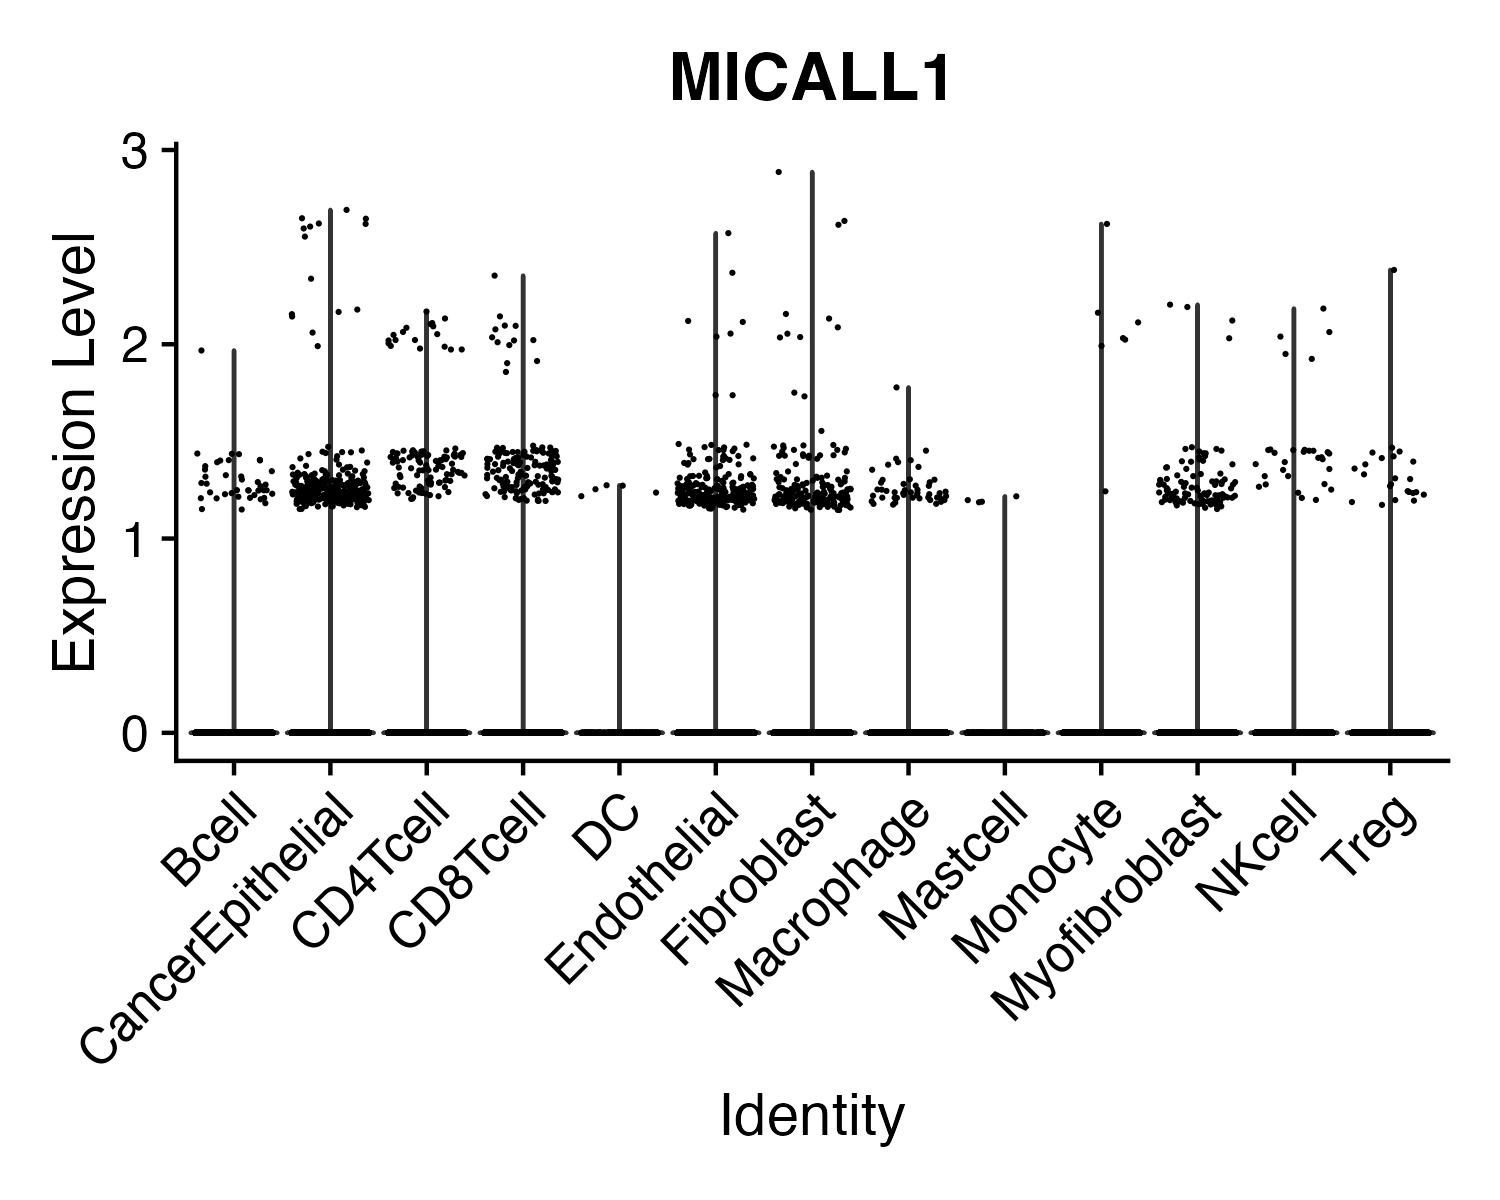 MICALL1
Expression Level
3
2
1
0
Bcell
CancerEpithelial
CD4Tcell
CD8Tcell
DC
Endothelial
Fibroblast
Macrophage
Mastcell
Monocyte
Myofibroblast
NKcell
Treg
Identity